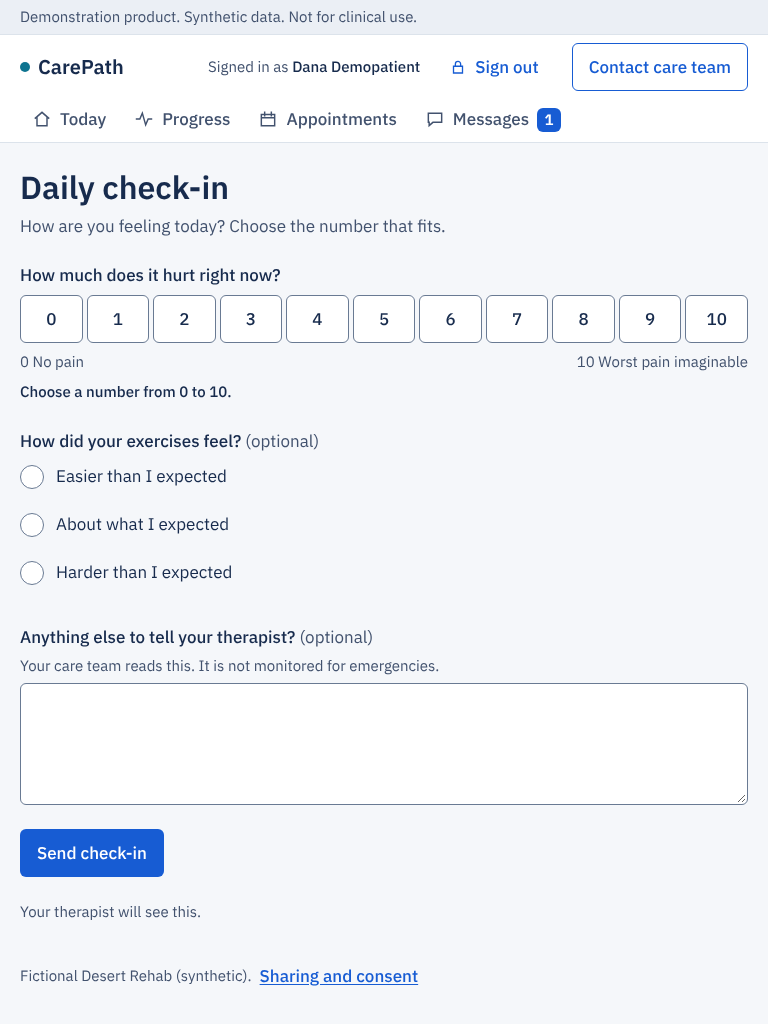 Demonstration product. Synthetic data. Not for clinical use.
CarePath
Signed in as Dana Demopatient
Sign out
Contact care team
Today
Progress
Appointments
Messages 1
Daily check-in
How are you feeling today? Choose the number that fits.
How much does it hurt right now?
0 1 2 3 4 5 6 7 8 9 10
0 No pain
10 Worst pain imaginable
Choose a number from 0 to 10.
How did your exercises feel? (optional)
Easier than I expected
About what I expected
Harder than I expected
Anything else to tell your therapist? (optional)
Your care team reads this. It is not monitored for emergencies.
Send check-in
Your therapist will see this.
Fictional Desert Rehab (synthetic). Sharing and consent